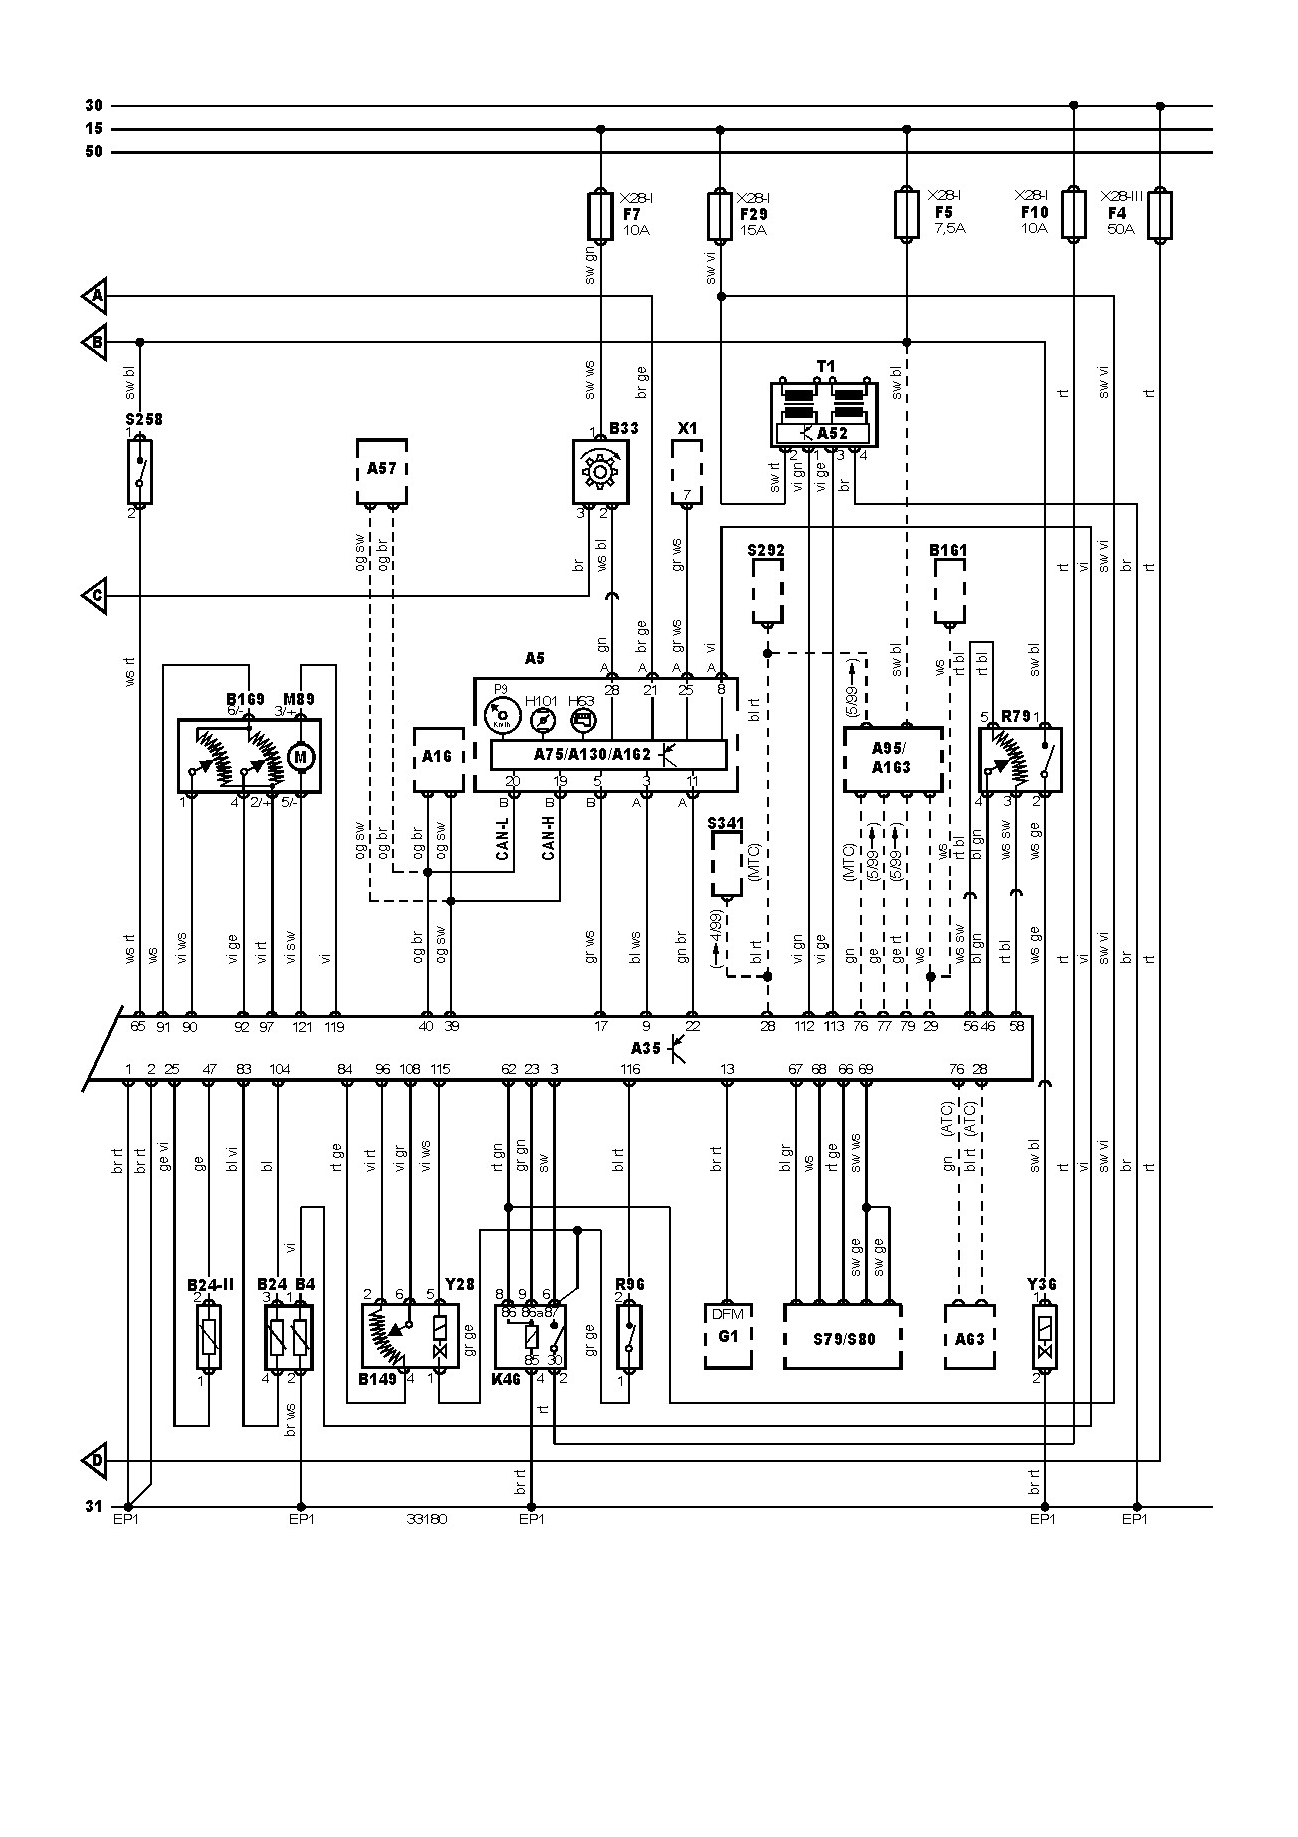 30
15
50
X28-I
F7
10A
X28-I
F29
15A
X28-I
F5
7,5A
X28-I
F10
10A
X28-III
F4
50A
sw gn
sw vi
A
B
sw bl
sw ws
br ge
sw bl
rt
sw vi
rt
T1
A52
2 1 3 4
S258
1
2
A57
B33
1
3 2
X1
7
sw rt
vi gn
vi ge
br
og sw
og br
br
ws bl
gr ws
S292
B161
rt
vi
sw vi
br
rt
C
ws rt
gn
br ge
gr ws
vi
A A A A
28 21 25 8
A5
P9
Km/h
H101
H63
A75/A130/A162
20 19 5 3 11
B B B A A
CAN-L
CAN-H
bl rt
(5/99)
sw bl
ws
rt bl
rt bl
sw bl
B169
6/-
M89
3/+
M
1 4 2/+ 5/-
A16
A95/
A163
R79
5 1
4 3 2
og sw
og br
og br
og sw
S341
(MTC)
(MTC)
(5/99)
(5/99)
ws
rt bl
bl gn
ws sw
ws ge
ws rt
ws
vi ws
vi ge
vi rt
vi sw
vi
og br
og sw
gr ws
bl ws
gn br
(4/99)
bl rt
vi gn
vi ge
gn
ge
ge rt
ws
ws sw
bl gn
rt bl
ws ge
rt
vi
sw vi
br
rt
65 91 90 92 97 121 119 40 39 17 9 22 28 112 113 76 77 79 29 56 46 58
A35
1 2 25 47 83 104 84 96 108 115 62 23 3 116 13 67 68 66 69 76 28
br rt
br rt
ge vi
ge
bl vi
bl
rt ge
vi rt
vi gr
vi ws
rt gn
gr gn
sw
bl rt
br rt
bl gr
ws
rt ge
sw ws
gn
(ATC)
bl rt
(ATC)
sw bl
rt
vi
sw vi
br
rt
vi
sw ge
sw ge
B24-II
2
1
B24
B4
3 1
4 2
2 6 5
Y28
B149
4 1
gr ge
8 9 6
86 86a 87
85 30
K46
4 2
gr ge
R96
2
1
DFM
G1
S79/S80
A63
Y36
1
2
br ws
rt
D
br rt
br rt
31
EP1
EP1
33180
EP1
EP1
EP1